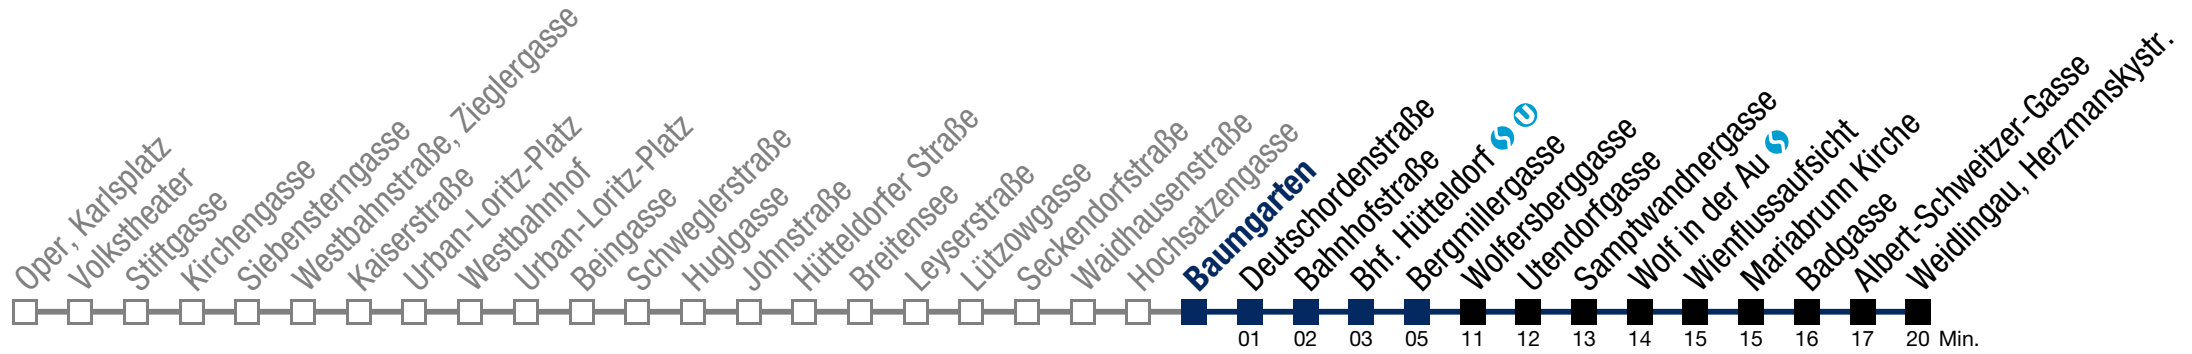 Oper, Karlsplatz
Volkstheater
Stiftgasse
Kirchengasse
Siebensterngasse
Westbahnstraße, Zieglergasse
Kaiserstraße
Urban-Loritz-Platz
Westbahnhof
Urban-Loritz-Platz
Beingasse
Schweglerstraße
Huglgasse
Johnstraße
Hütteldorfer Straße
Breitensee
Leyserstraße
Lützowgasse
Seckendorfstraße
Waidhausenstraße
Hochsatzengasse
Baumgarten
Deutschordenstraße
Bahnhofstraße
Bhf. Hütteldorf
Bergmillergasse
Wolfersberggasse
Utendorfgasse
Samptwandnergasse
Wolf in der Au
Wienflussaufsicht
Mariabrunn Kirche
Badgasse
Albert-Schweitzer-Gasse
Weidlingau, Herzmanskystr.
01 02 03 05 11 12 13 14 15 15 16 17 20 Min.